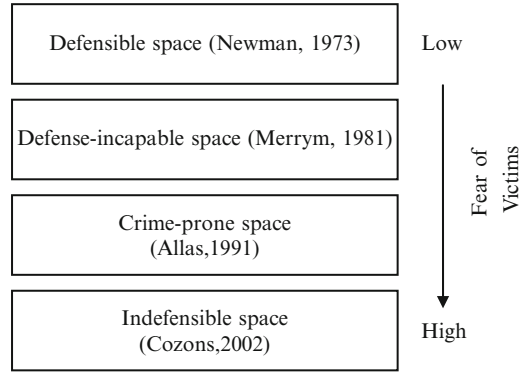 Defensible space (Newman, 1973)
Low
Defense-incapable space (Merrym, 1981)
Crime-prone space
(Allas,1991)
Indefensible space
(Cozons,2002)
High
Fear of
Victims